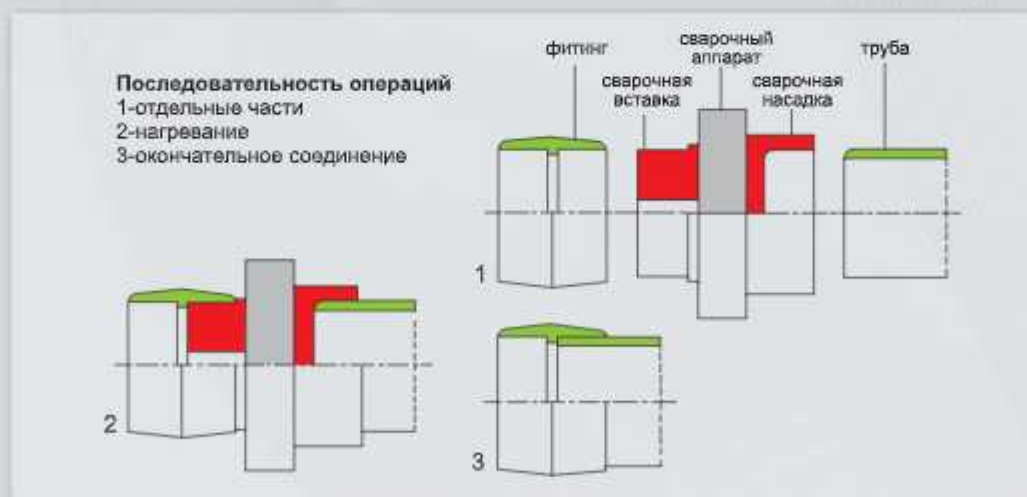 Последовательность операций
1-отдельные части
2-нагревание
3-окончательное соединение
фитинг
сварочный
аппарат
труба
сварочная
вставка
сварочная
насадка
1
2
3